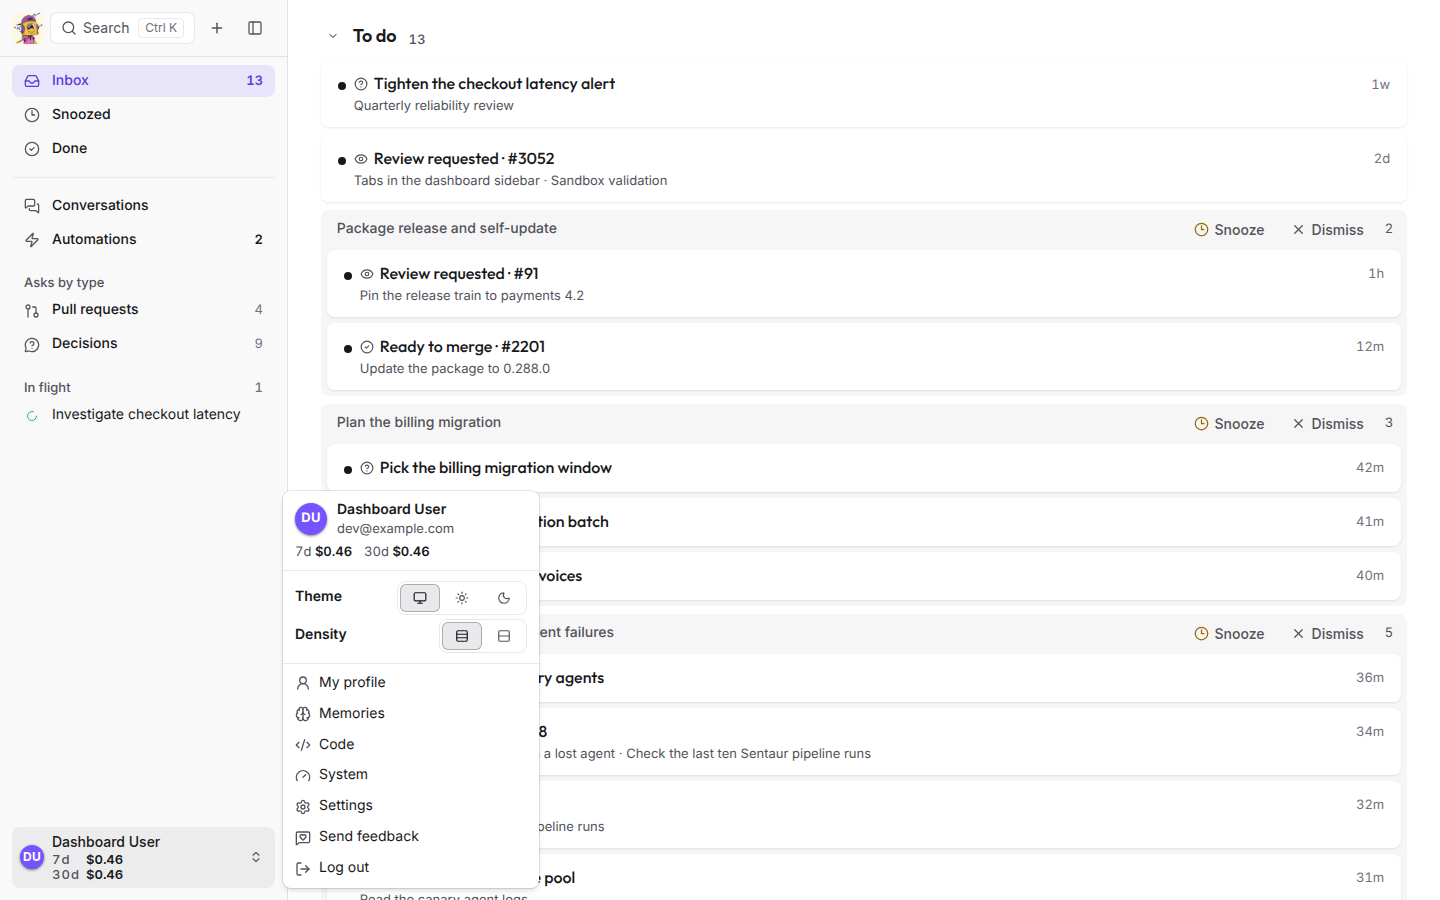 Search Ctrl K
Inbox 13
Snoozed
Done
Conversations
Automations 2
Asks by type
Pull requests 4
Decisions 9
In flight 1
Investigate checkout latency
DU Dashboard User
7d $0.46
30d $0.46
To do 13
Tighten the checkout latency alert 1w
Quarterly reliability review
Review requested · #3052 2d
Tabs in the dashboard sidebar · Sandbox validation
Package release and self-update Snooze Dismiss 2
Review requested · #91 1h
Pin the release train to payments 4.2
Ready to merge · #2201 12m
Update the package to 0.288.0
Plan the billing migration Snooze Dismiss 3
Pick the billing migration window 42m
batch 41m
40m
failures Snooze Dismiss 5
agents 36m
8 34m
a lost agent · Check the last ten Sentaur pipeline runs
32m
runs
pool 31m
Read the canary agent logs
DU Dashboard User
dev@example.com
7d $0.46 30d $0.46
Theme
Density
My profile
Memories
Code
System
Settings
Send feedback
Log out